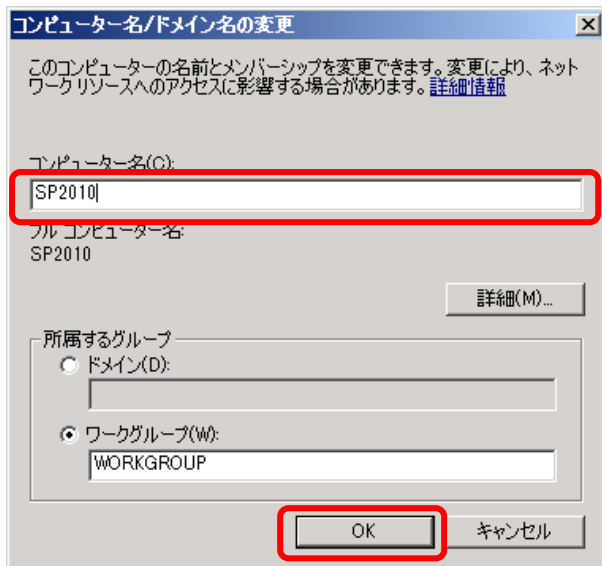 コンピューター名/ドメイン名の変更
このコンピューターの名前とメンバーシップを変更できます。変更により、ネット
ワーク リソースへのアクセスに影響する場合があります。詳細情報
コンピューター名(C):
SP2010
フル コンピューター名:
SP2010
詳細(M)...
所属するグループ
ドメイン(D):
ワークグループ(W):
WORKGROUP
OK
キャンセル